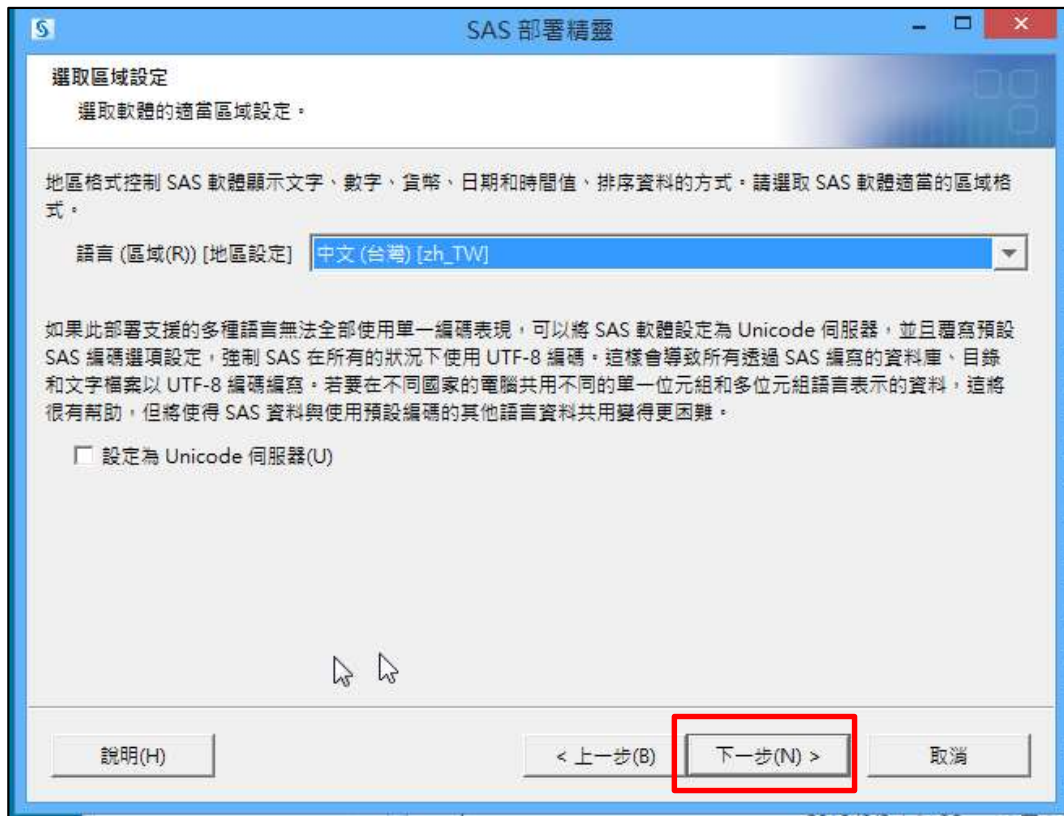 SAS 部署精靈
選取區域設定
選取軟體的適當區域設定。
地區格式控制 SAS 軟體顯示文字、數字、貨幣、日期和時間值、排序資料的方式。請選取 SAS 軟體適當的區域格
式。
語言 (區域(R)) [地區設定] 中文 (台灣) [zh_TW]
如果此部署支援的多種語言無法全部使用單一編碼表現，可以將 SAS 軟體設定為 Unicode 伺服器，並且覆寫預設
SAS 編碼選項設定，強制 SAS 在所有的狀況下使用 UTF-8 編碼。這樣會導致所有透過 SAS 編寫的資料庫、目錄
和文字檔案以 UTF-8 編碼編寫。若要在不同國家的電腦共用不同的單一位元組和多位元組語言表示的資料，這將
很有幫助，但將使得 SAS 資料與使用預設編碼的其他語言資料共用變得更困難。
設定為 Unicode 伺服器(U)
說明(H) < 上一步(B) 下一步(N) > 取消